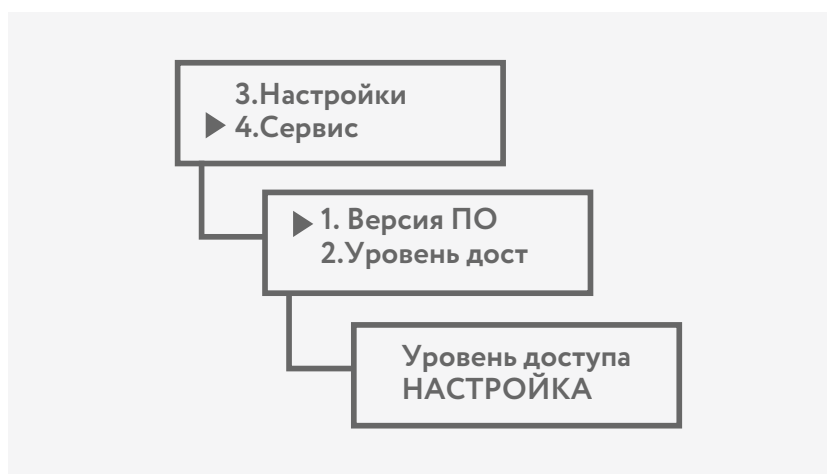 3.Настройки
4.Сервис
1. Версия ПО
2.Уровень дост
Уровень доступа
НАСТРОЙКА